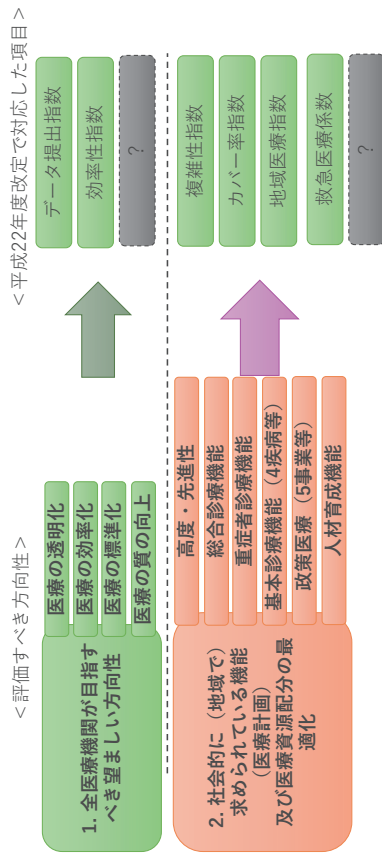 ＜評価すべき方向性＞
1. 全医療機関が目指す
べき望ましい方向性
医療の透明化
医療の効率化
医療の標準化
医療の質の向上
2. 社会的に（地域で）
求められている機能
（医療計画）
及び医療資源配分の最
適化
高度・先進性
総合診療機能
重症者診療機能
基本診療機能（4疾病等）
政策医療（5事業等）
人材育成機能
＜平成22年度改定で対応した項目＞
データ提出指数
効率性指数
？
複雑性指数
カバー率指数
地域医療指数
救急医療係数
？